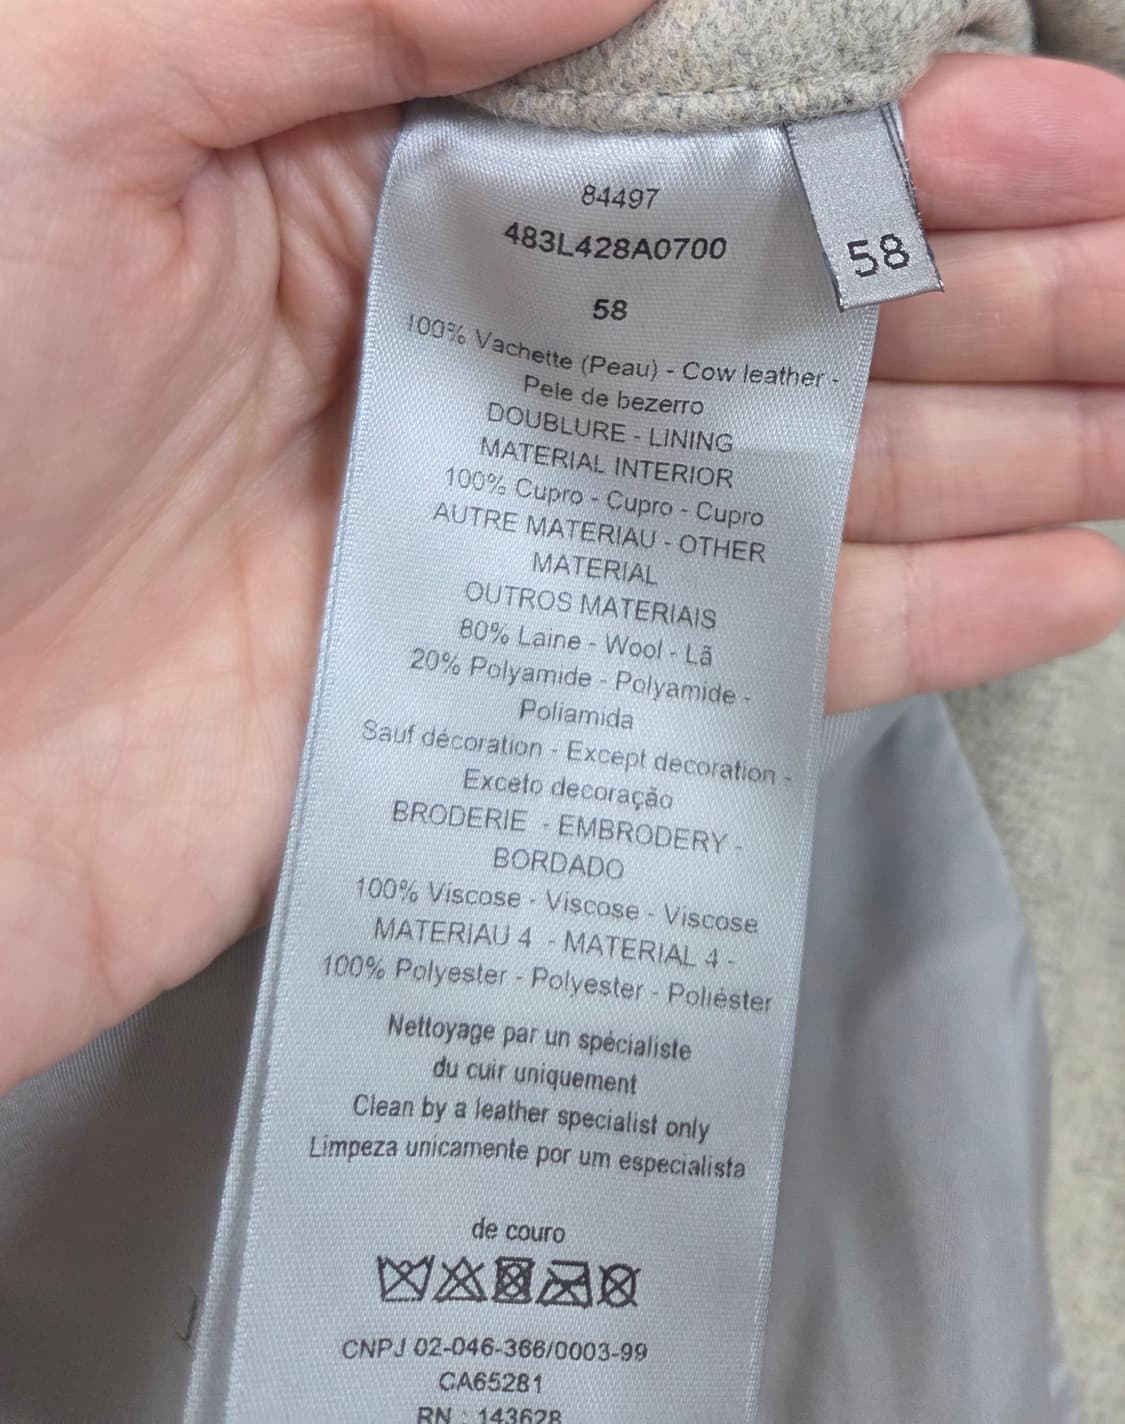 84497
483L428A0700
58
58
100% Vachette (Peau) - Cow leather -
Pele de bezerro
DOUBLURE - LINING
MATERIAL INTERIOR
100% Cupro - Cupro - Cupro
AUTRE MATERIAU - OTHER
MATERIAL
OUTROS MATERIAIS
80% Laine - Wool - Lã
20% Polyamide - Polyamide -
Poliamida
Sauf décoration - Except decoration -
Exceto decoração
BRODERIE - EMBRODERY -
BORDADO
100% Viscose - Viscose - Viscose
MATERIAU 4 - MATERIAL 4 -
100% Polyester - Polyester - Poliéster
Nettoyage par un spécialiste
du cuir uniquement
Clean by a leather specialist only
Limpeza unicamente por um especialista
de couro
CNPJ 02-046-366/0003-99
CA65281
RN : 143628